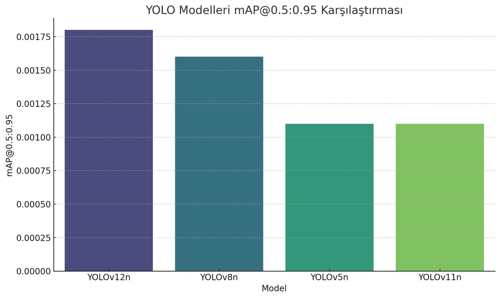 YOLO Modelleri mAP@0.5:0.95 Karşılaştırması
mAP@0.5:0.95
0.00175
0.00150
0.00125
0.00100
0.00075
0.00050
0.00025
0.00000
YOLOv12n YOLOv8n YOLOv5n YOLOv11n
Model